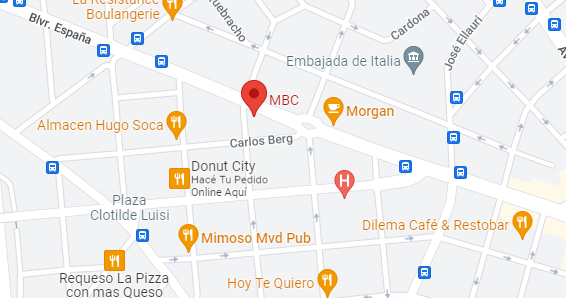 La Resistance
Boulangerie
Quebracho
Cardona
José Ellauri
Blvr. España
Embajada de Italia
MBC
Morgan
Almacen Hugo Soca
Carlos Berg
Donut City
Hacé Tu Pedido
Online Aquí
H
Plaza
Clotilde Luisi
Dilema Café & Restobar
Mimoso Mvd Pub
Requeso La Pizza
con mas Queso
Hoy Te Quiero